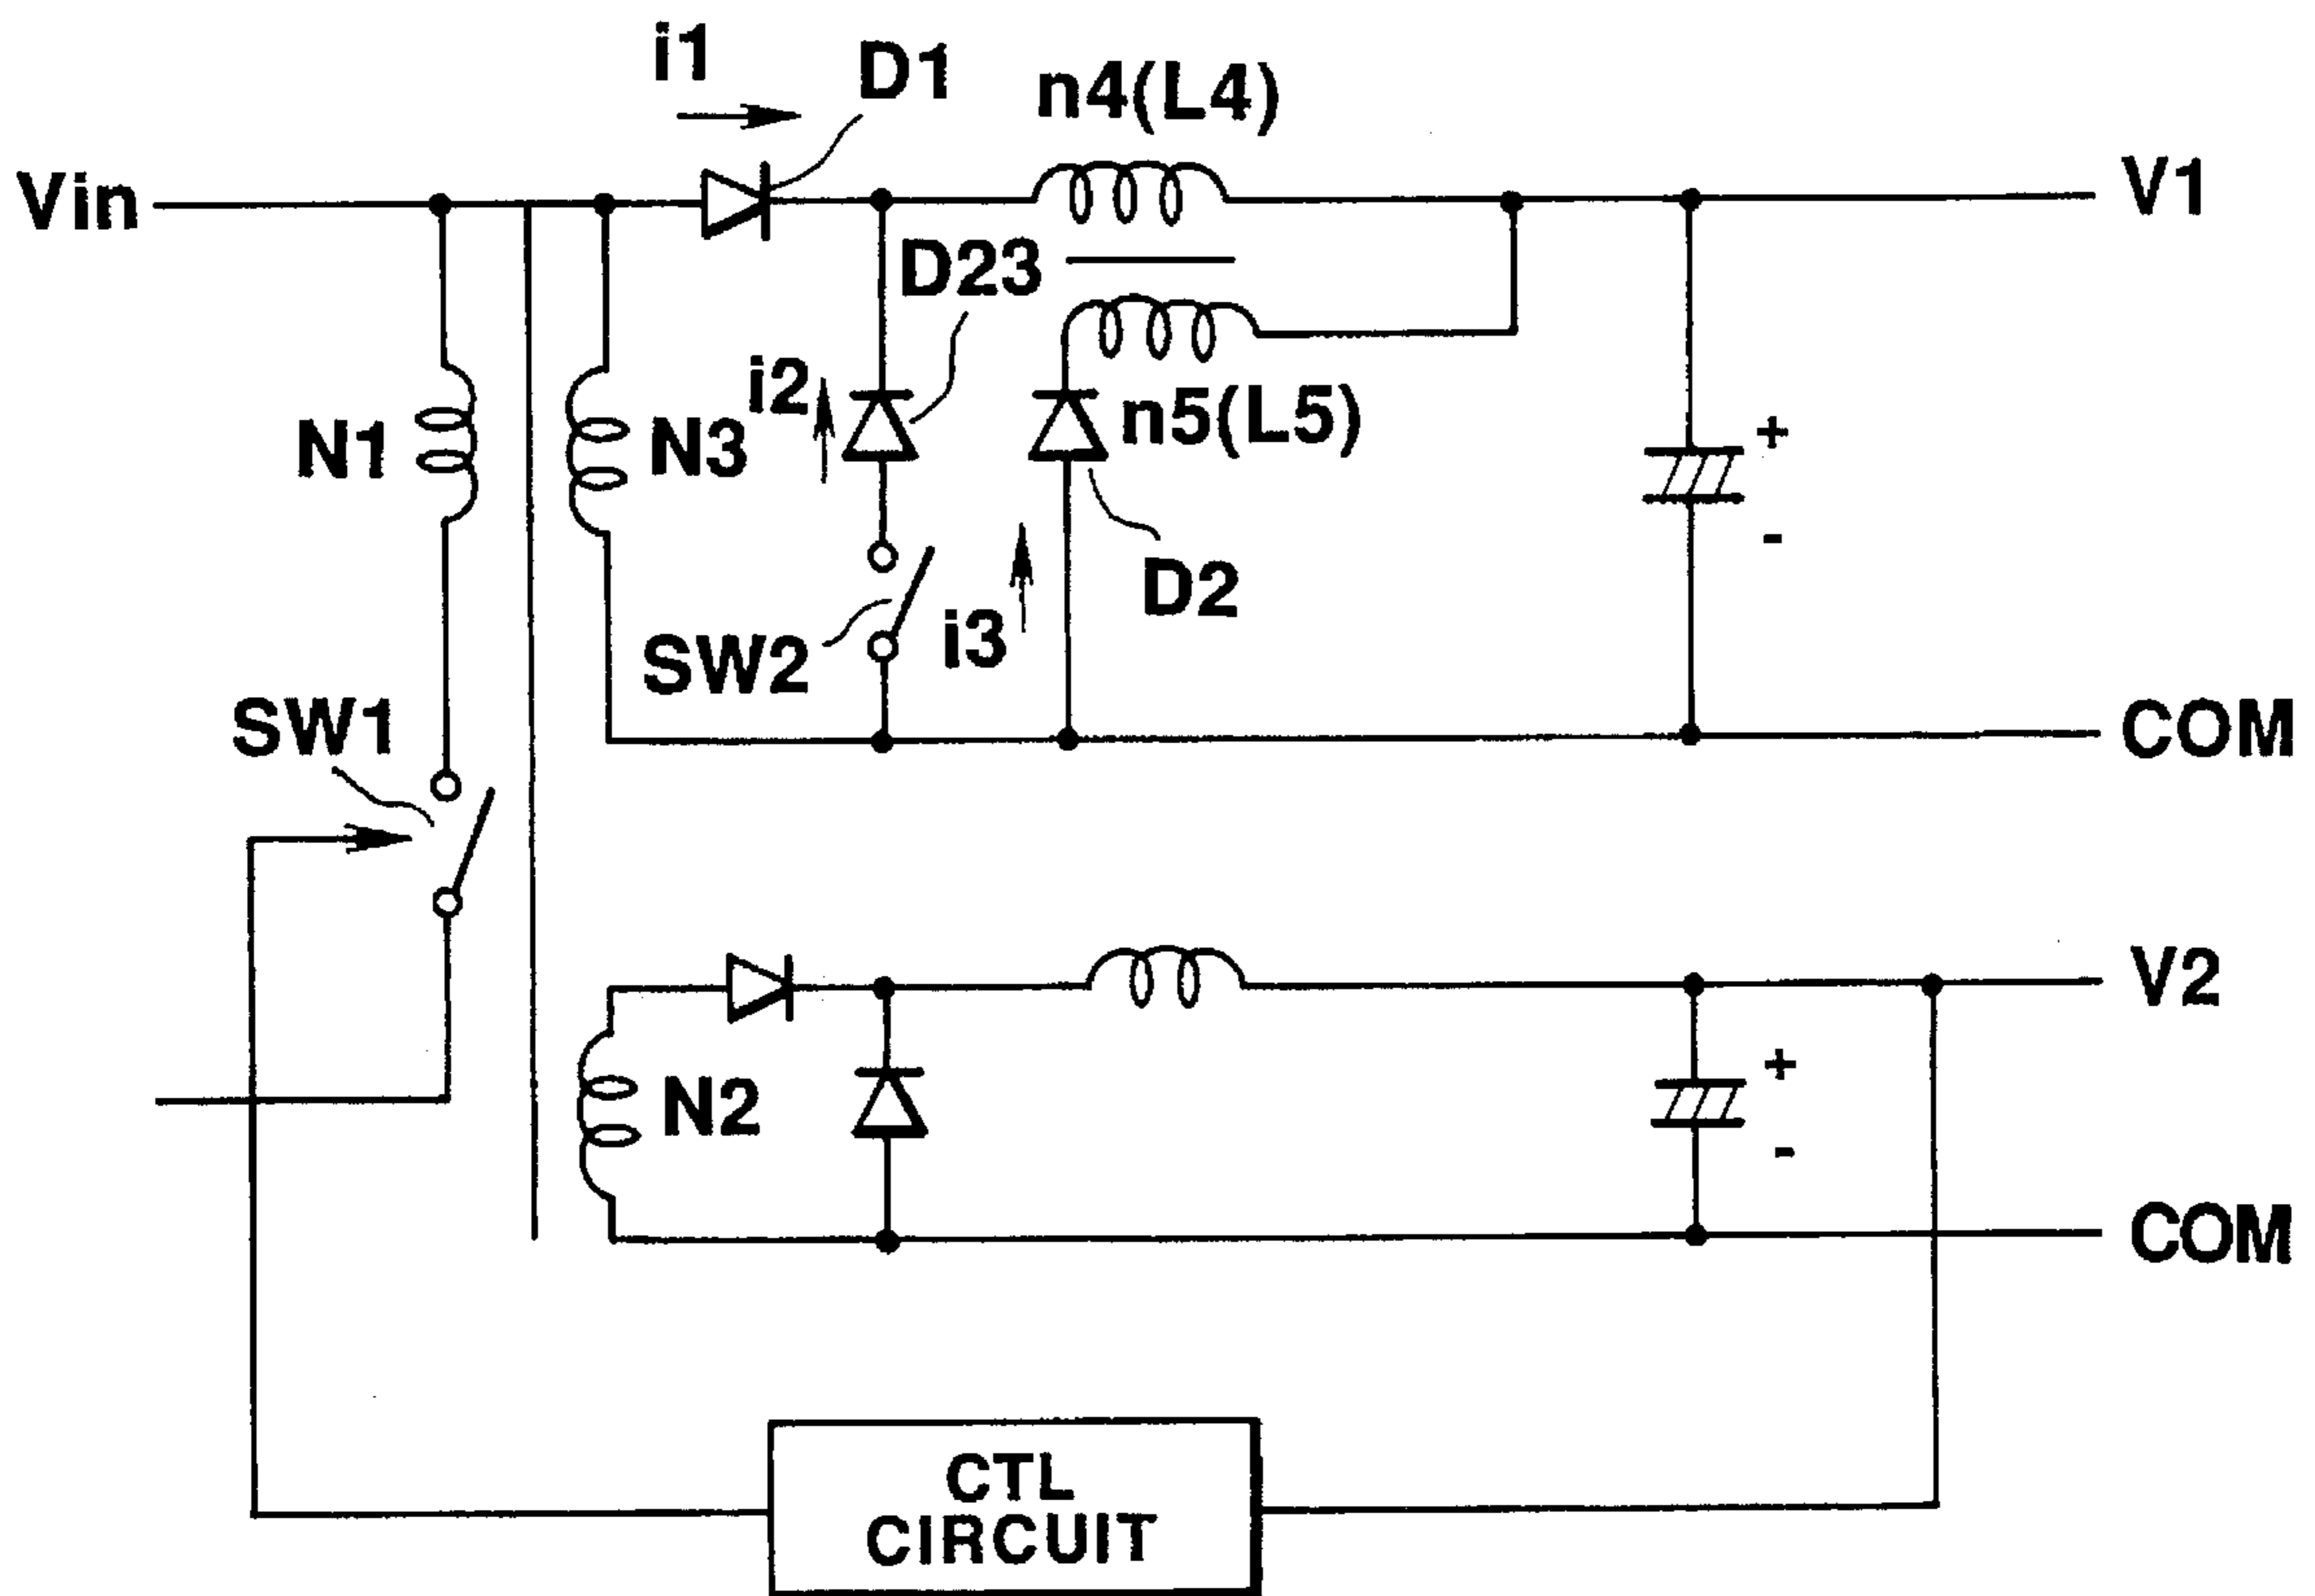 i1
D1
n4(L4)
Vin
V1
D23
i2
N1
N3
n5(L5)
+
-
D2
SW2
i3
SW1
COM
V2
N2
+
-
COM
CTL
CIRCUIT